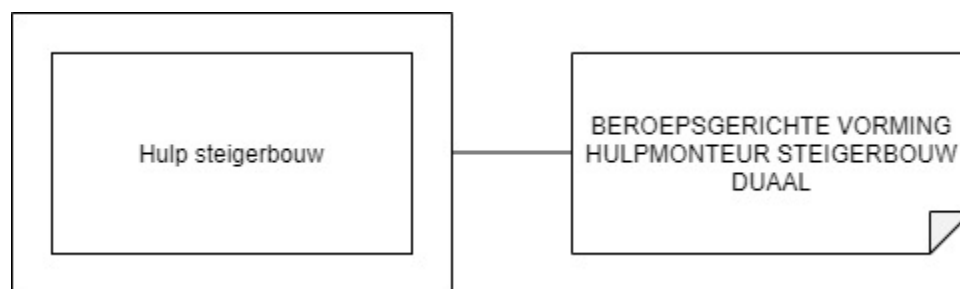 Hulp steigerbouw
BEROEPSGERICHTE VORMING
HULPMONTEUR STEIGERBOUW
DUAAL